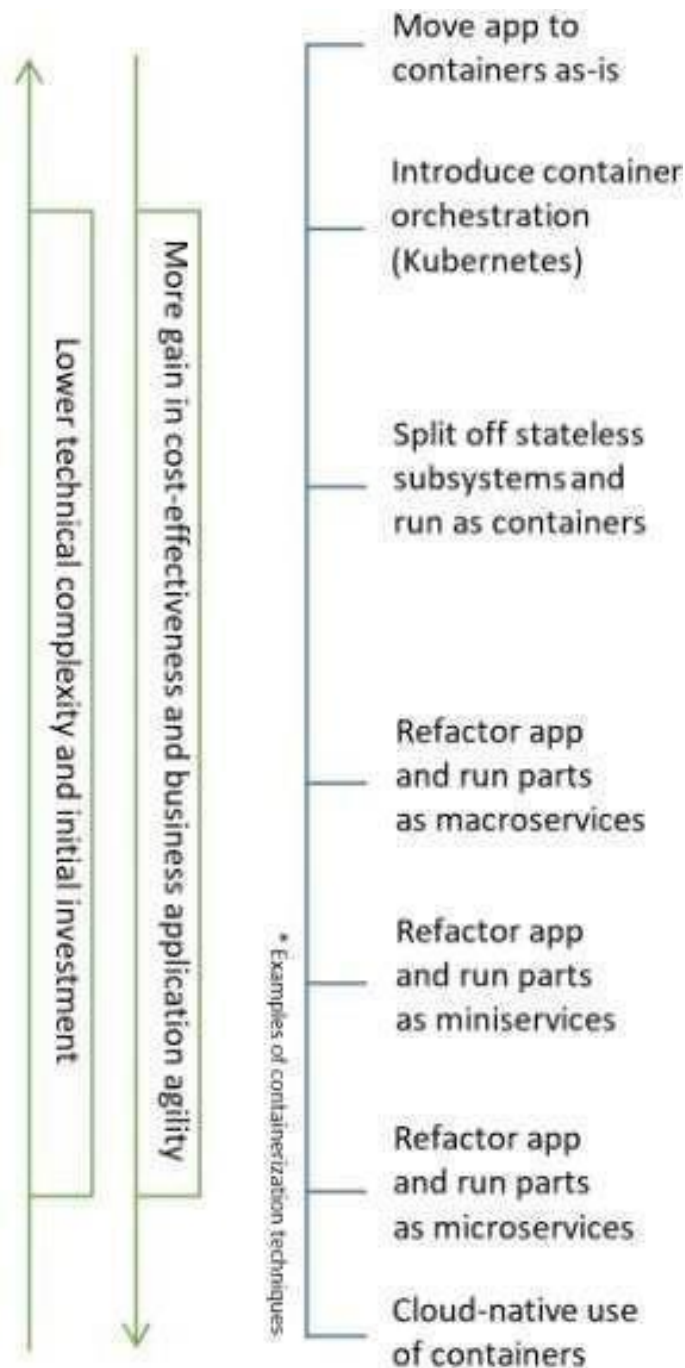 Move app to
containers as-is
Introduce container
orchestration
(Kubernetes)
Split off stateless
subsystems and
run as containers
Refactor app
and run parts
as macroservices
Refactor app
and run parts
as miniservices
Refactor app
and run parts
as microservices
Cloud-native use
of containers
* Examples of containerization techniques
More gain in cost-effectiveness and business application agility
Lower technical complexity and initial investment